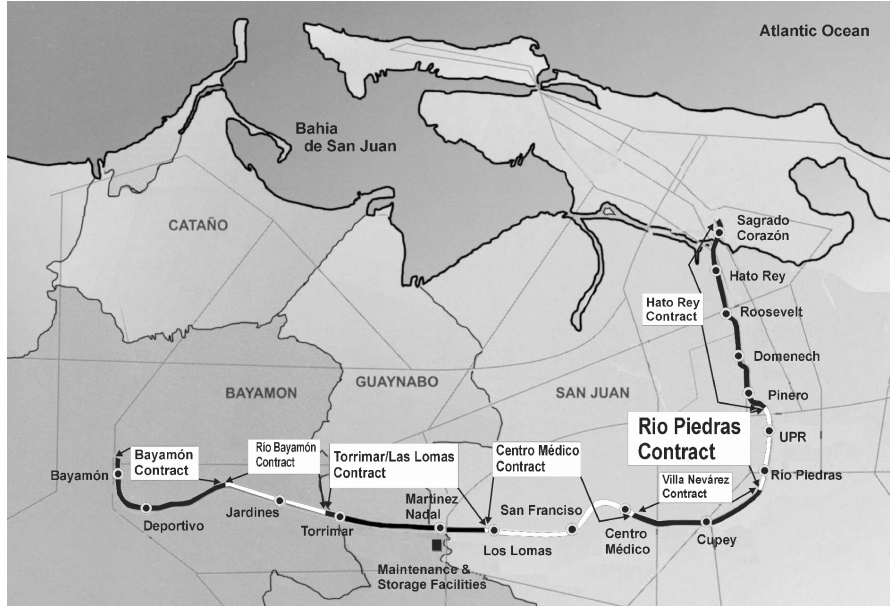 Atlantic Ocean
Bahia
de San Juan
CATAÑO
Sagrado
Corazón
Hato Rey
Hato Rey
Contract
Roosevelt
Domenech
BAYAMON
GUAYNABO
SAN JUAN
Pinero
Rio Piedras
Contract
UPR
Bayamón
Contract
Río Bayamón
Contract
Torrimar/Las Lomas
Contract
Centro Médico
Contract
Villa Nevárez
Contract
Río Piedras
Bayamón
Deportivo
Jardines
Torrimar
Martinez
Nadal
San Franciso
Los Lomas
Centro
Médico
Cupey
Maintenance &
Storage Facilities